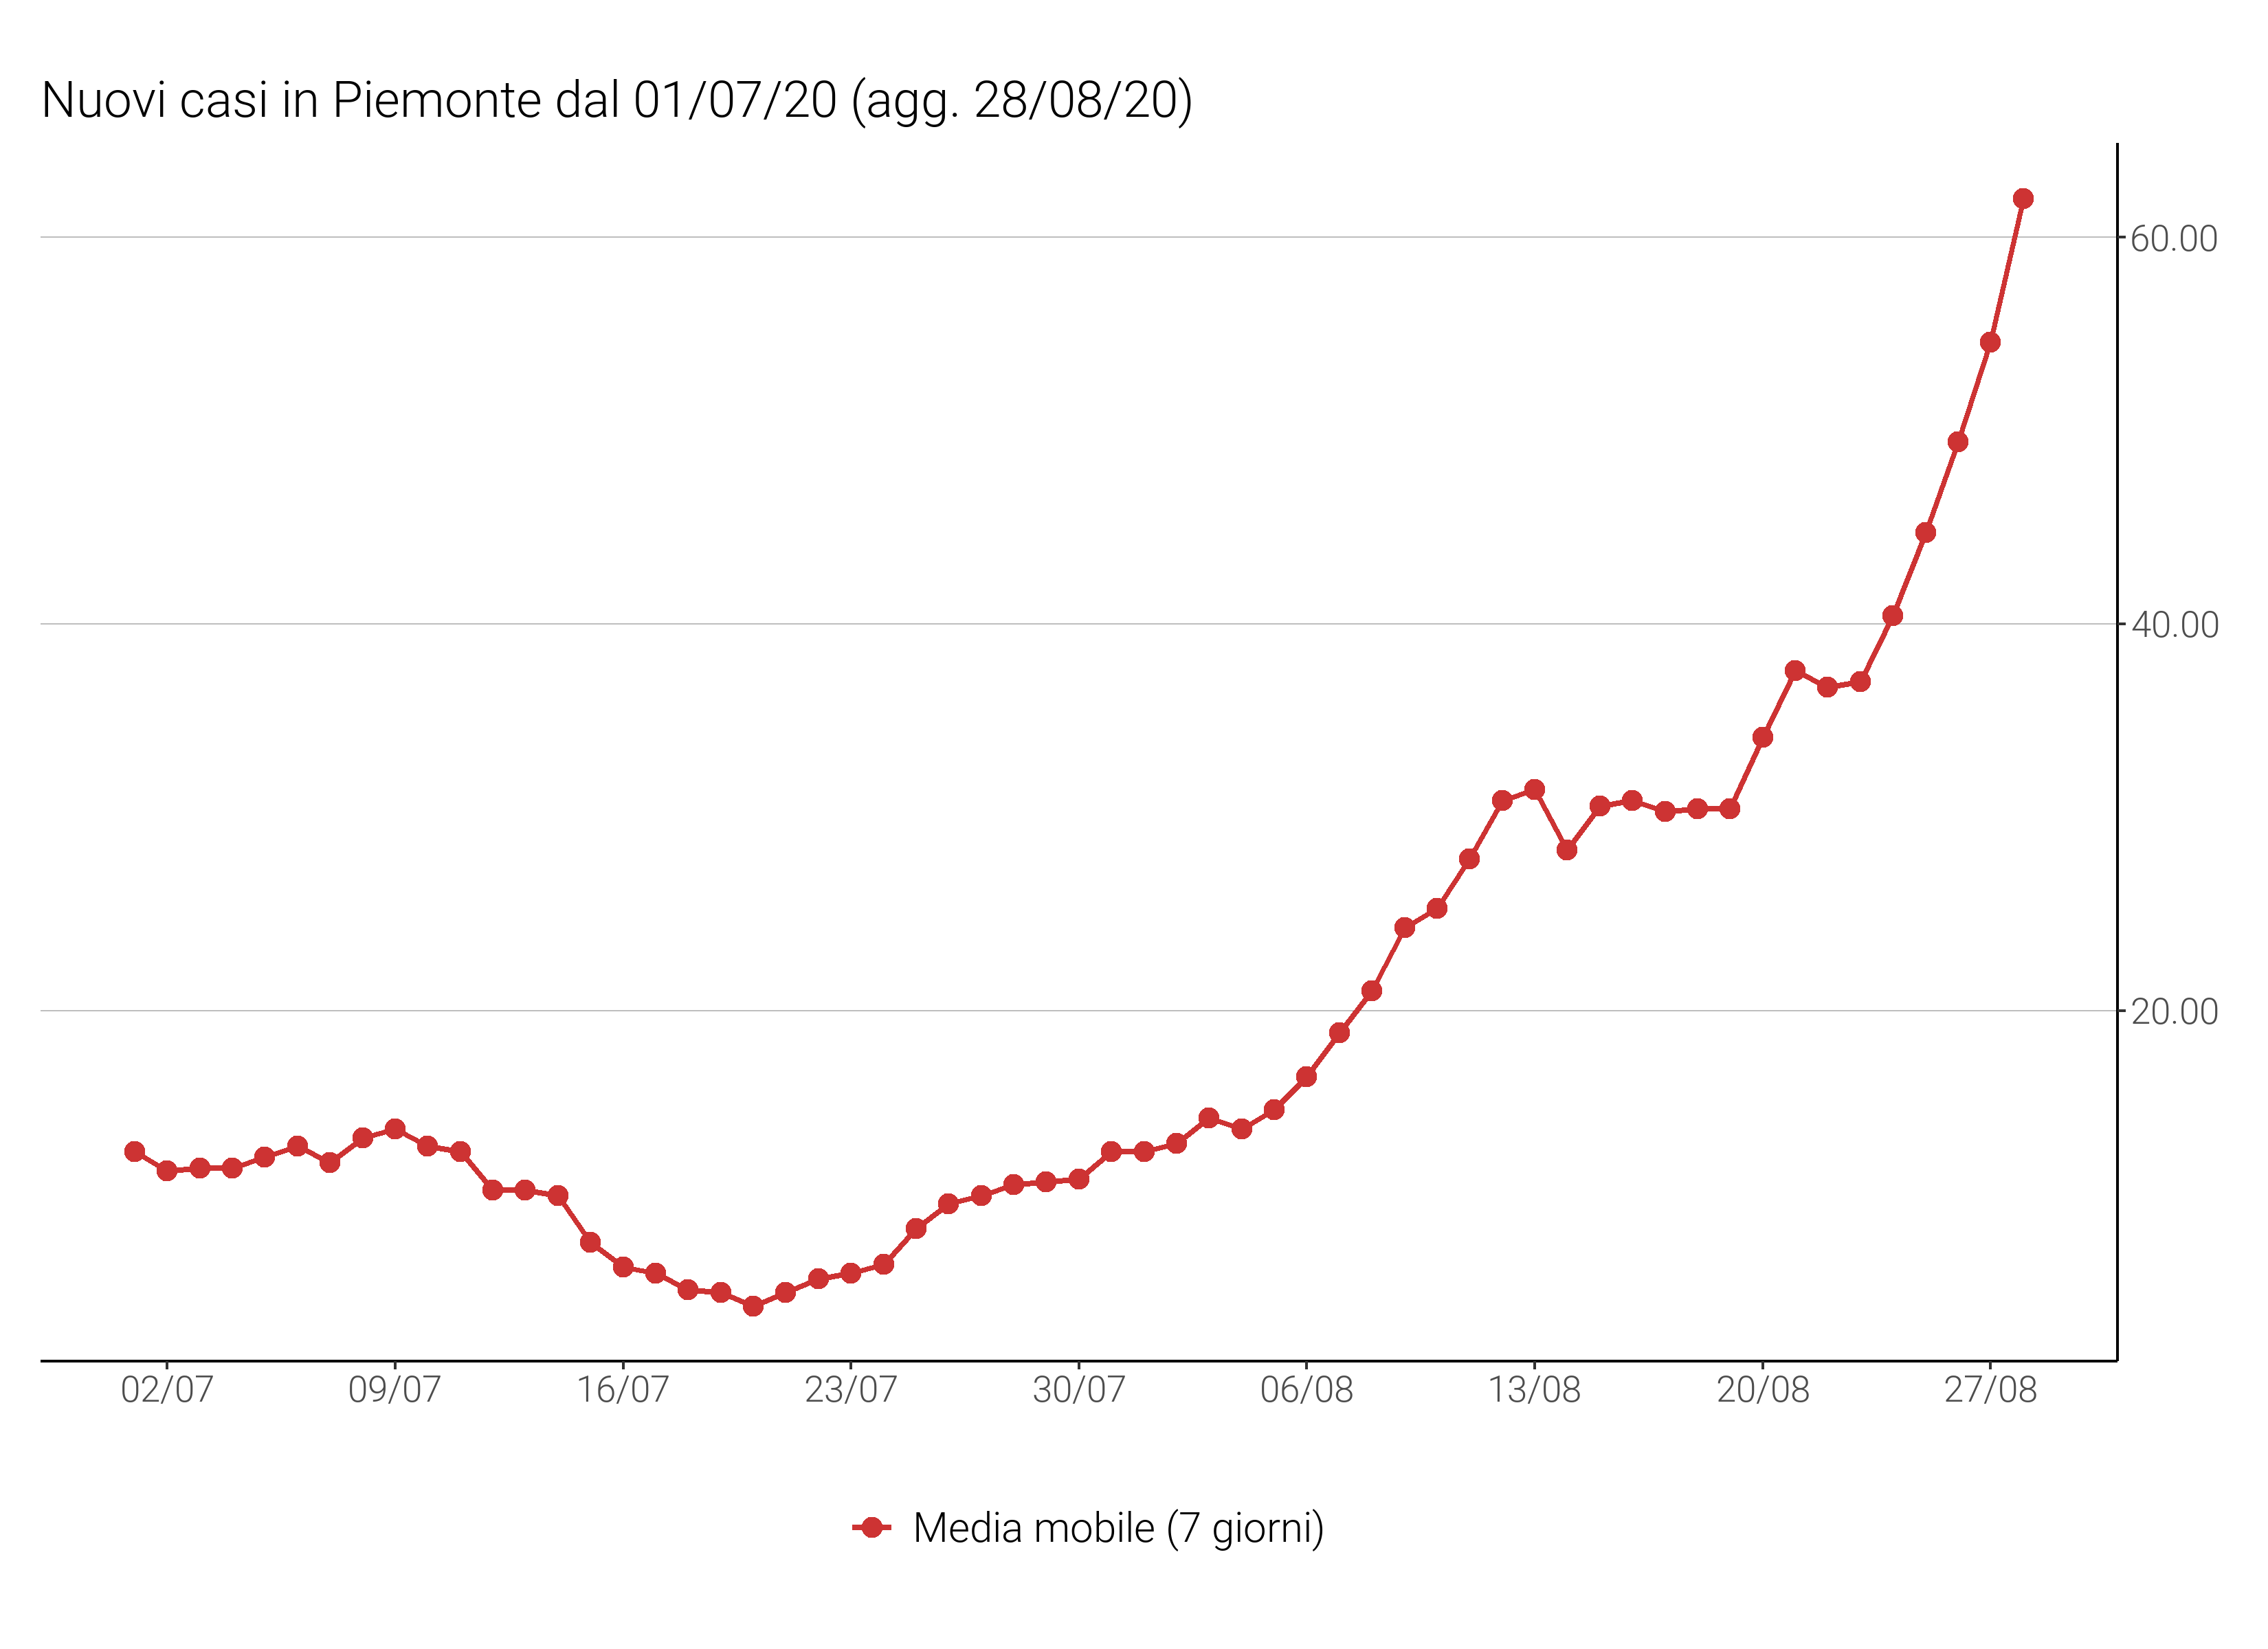 Nuovi casi in Piemonte dal 01/07/20 (agg. 28/08/20)
60.00
40.00
20.00
02/07 09/07 16/07 23/07 30/07 06/08 13/08 20/08 27/08
Media mobile (7 giorni)